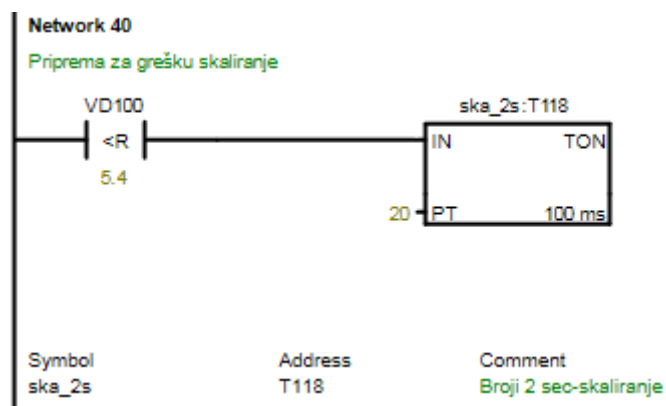 Network 40
Priprema za grešku skaliranje
VD100 ska_2s:T118
<R IN TON
5.4
20 PT 100 ms
Symbol Address Comment
ska_2s T118 Broji 2 sec-skaliranje